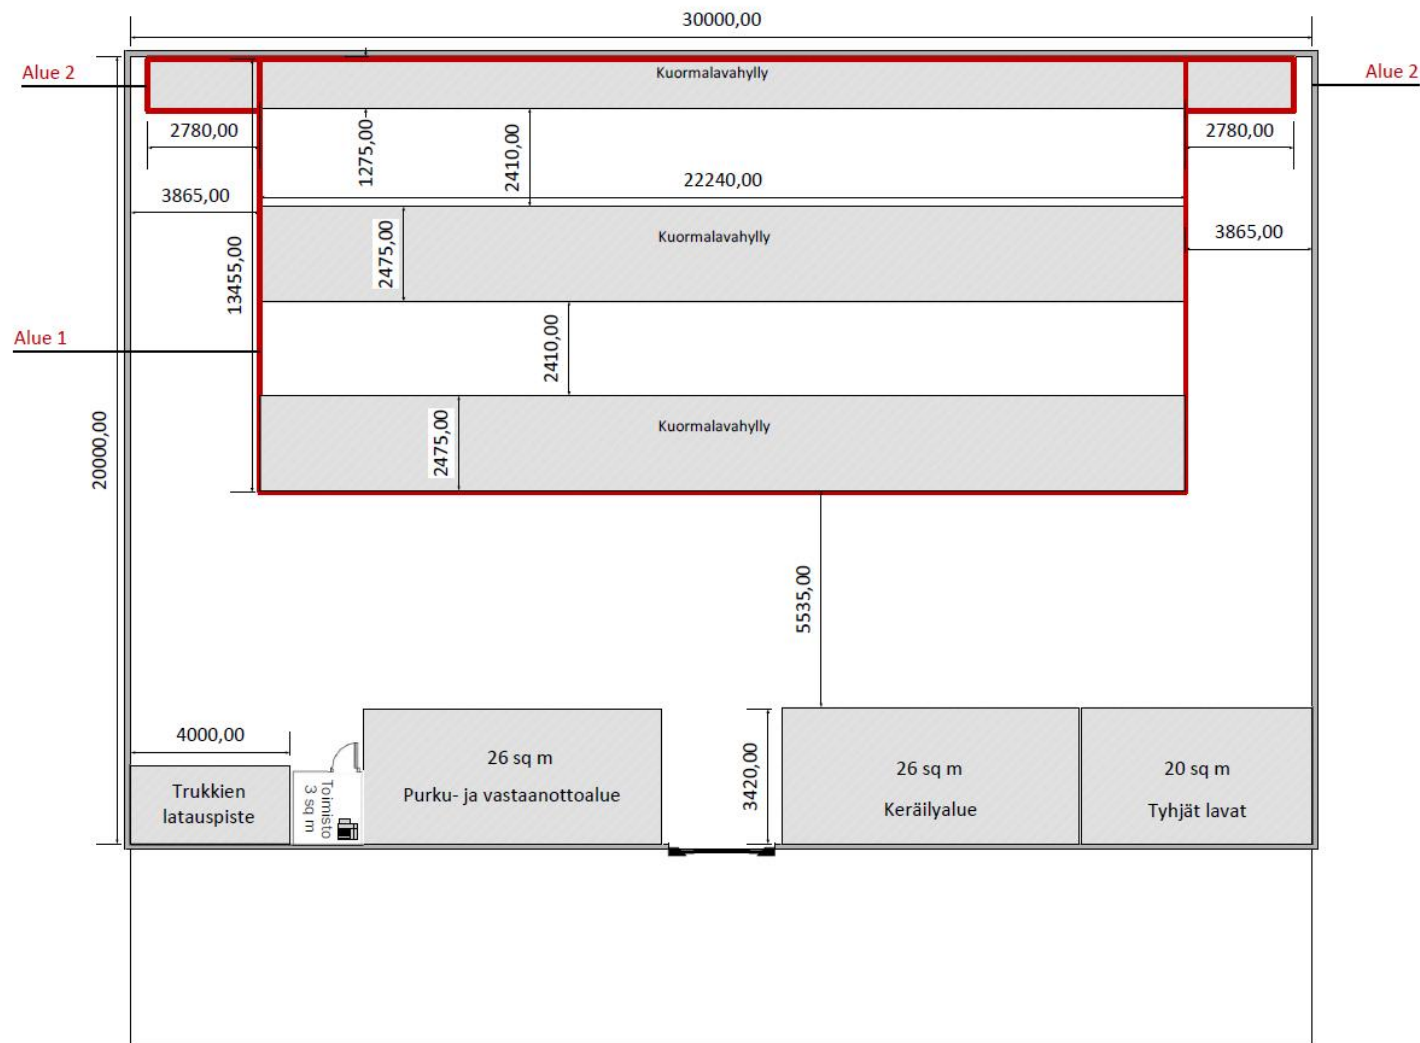 30000,00
Alue 2
Kuormalavahylly
Alue 2
2780,00
1275,00
2410,00
2780,00
3865,00
22240,00
3865,00
13455,00
2475,00
Kuormalavahylly
Alue 1
2410,00
20000,00
2475,00
Kuormalavahylly
5535,00
4000,00
Trukkien
latauspiste
Toimisto
3 sq m
26 sq m
Purku- ja vastaanottoalue
3420,00
26 sq m
Keräilyalue
20 sq m
Tyhjät lavat